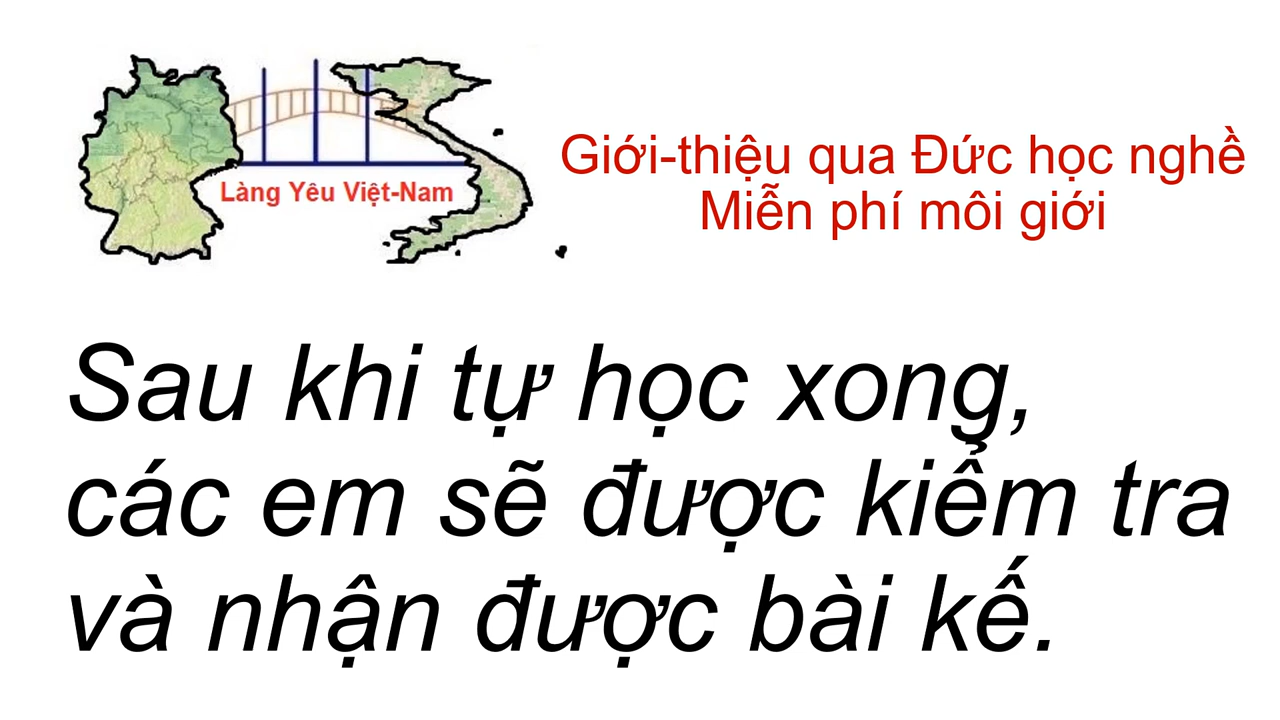 Làng Yêu Việt-Nam
Giới-thiệu qua Đức học nghề
Miễn phí môi giới
Sau khi tự học xong,
các em sẽ được kiểm tra
và nhận được bài kế.